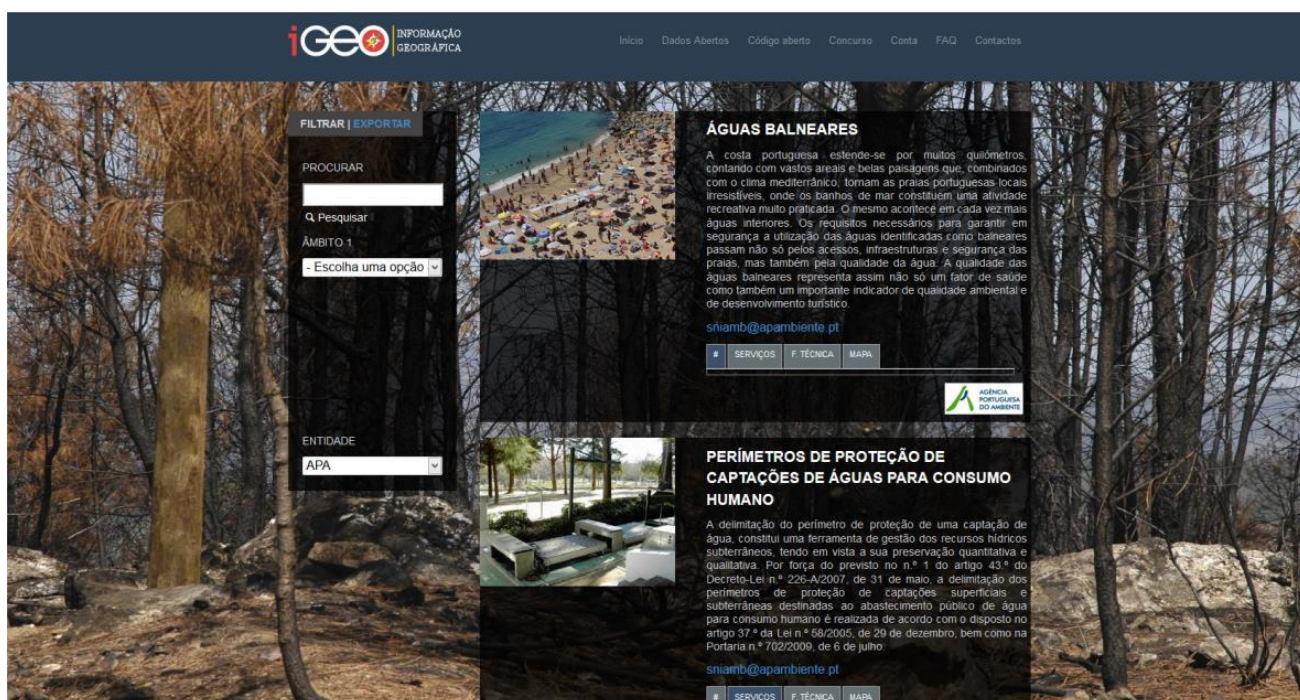 iGEO INFORMAÇÃO
GEOGRÁFICA
Início Dados Abertos Código aberto Concurso Conta FAQ Contactos
FILTRAR | EXPORTAR
PROCURAR
Pesquisar
ÂMBITO 1
- Escolha uma opção
ENTIDADE
APA
ÁGUAS BALNEARES
A costa portuguesa estende-se por muitos quilómetros,
contando com vastos areais e belas paisagens que, combinados
com o clima mediterrânico, tornam as praias portuguesas locais
irresistíveis, onde os banhos de mar constituem uma atividade
recreativa muito praticada. O mesmo acontece em cada vez mais
águas interiores. Os requisitos necessários para garantir em
segurança a utilização das águas identificadas como balneares
passam não só pelos acessos, infraestruturas e segurança das
praias, mas também pela qualidade da água. A qualidade das
águas balneares representa assim não só um fator de saúde
como também um importante indicador de qualidade ambiental e
de desenvolvimento turístico.
sniamb@apambiente.pt
# SERVIÇOS F. TÉCNICA MAPA
AGÊNCIA
PORTUGUESA
DO AMBIENTE
PERÍMETROS DE PROTEÇÃO DE
CAPTAÇÕES DE ÁGUAS PARA CONSUMO
HUMANO
A delimitação do perímetro de proteção de uma captação de
água, constitui uma ferramenta de gestão dos recursos hídricos
subterrâneos, tendo em vista a sua preservação quantitativa e
qualitativa. Por força do previsto no n.º 1 do artigo 43.º do
Decreto-Lei n.º 226-A/2007, de 31 de maio, a delimitação dos
perímetros de proteção de captações superficiais e
subterrâneas destinadas ao abastecimento público de água
para consumo humano é realizada de acordo com o disposto no
artigo 37.º da Lei n.º 58/2005, de 29 de dezembro, bem como na
Portaria n.º 702/2009, de 6 de julho.
sniamb@apambiente.pt
# SERVIÇOS F. TÉCNICA MAPA